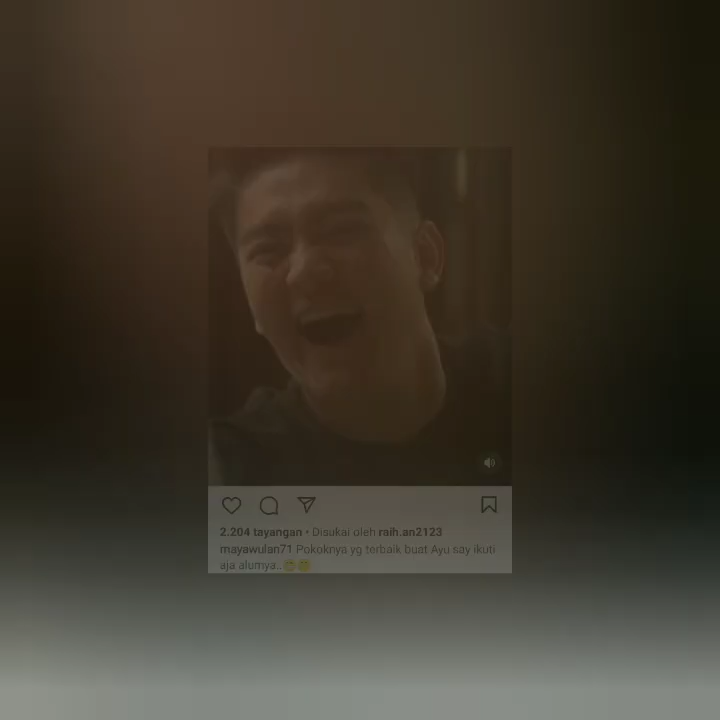 2.204 tayangan • Disukai oleh raih.an2123
mayawulan71 Pokoknya yg terbaik buat Ayu say ikuti
aja alurnya..😇😇